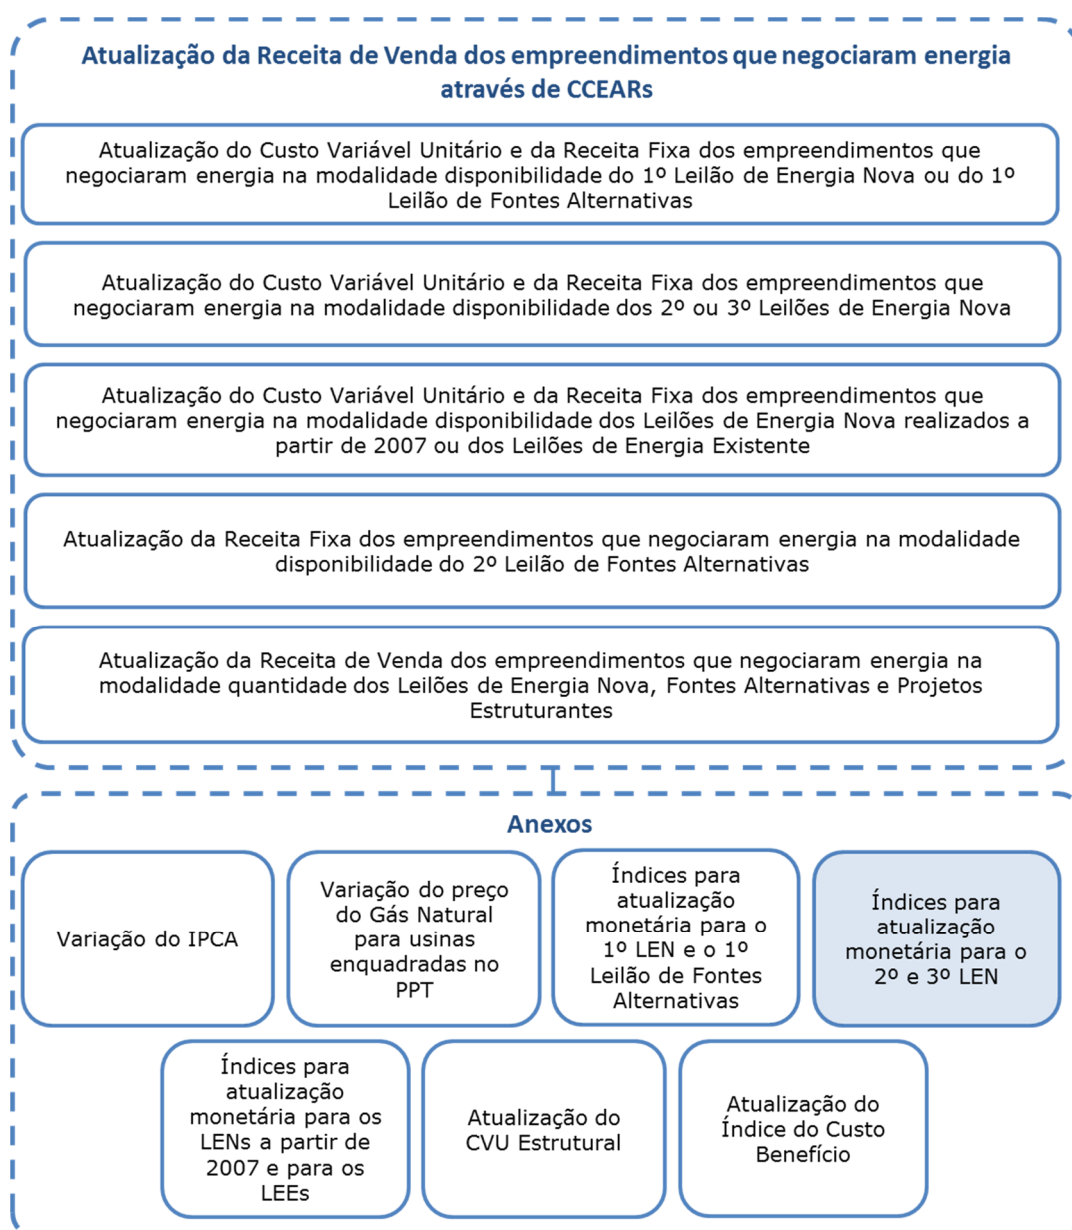 Atualização da Receita de Venda dos empreendimentos que negociaram energia
através de CCEARs
Atualização do Custo Variável Unitário e da Receita Fixa dos empreendimentos que
negociaram energia na modalidade disponibilidade do 1º Leilão de Energia Nova ou do 1º
Leilão de Fontes Alternativas
Atualização do Custo Variável Unitário e da Receita Fixa dos empreendimentos que
negociaram energia na modalidade disponibilidade dos 2º ou 3º Leilões de Energia Nova
Atualização do Custo Variável Unitário e da Receita Fixa dos empreendimentos que
negociaram energia na modalidade disponibilidade dos Leilões de Energia Nova realizados a
partir de 2007 ou dos Leilões de Energia Existente
Atualização da Receita Fixa dos empreendimentos que negociaram energia na modalidade
disponibilidade do 2º Leilão de Fontes Alternativas
Atualização da Receita de Venda dos empreendimentos que negociaram energia na
modalidade quantidade dos Leilões de Energia Nova, Fontes Alternativas e Projetos
Estruturantes
Anexos
Variação do IPCA
Variação do preço
do Gás Natural
para usinas
enquadradas no
PPT
Índices para
atualização
monetária para o
1º LEN e o 1º
Leilão de Fontes
Alternativas
Índices para
atualização
monetária para o
2º e 3º LEN
Índices para
atualização
monetária para os
LENs a partir de
2007 e para os
LEEs
Atualização do
CVU Estrutural
Atualização do
Índice do Custo
Benefício